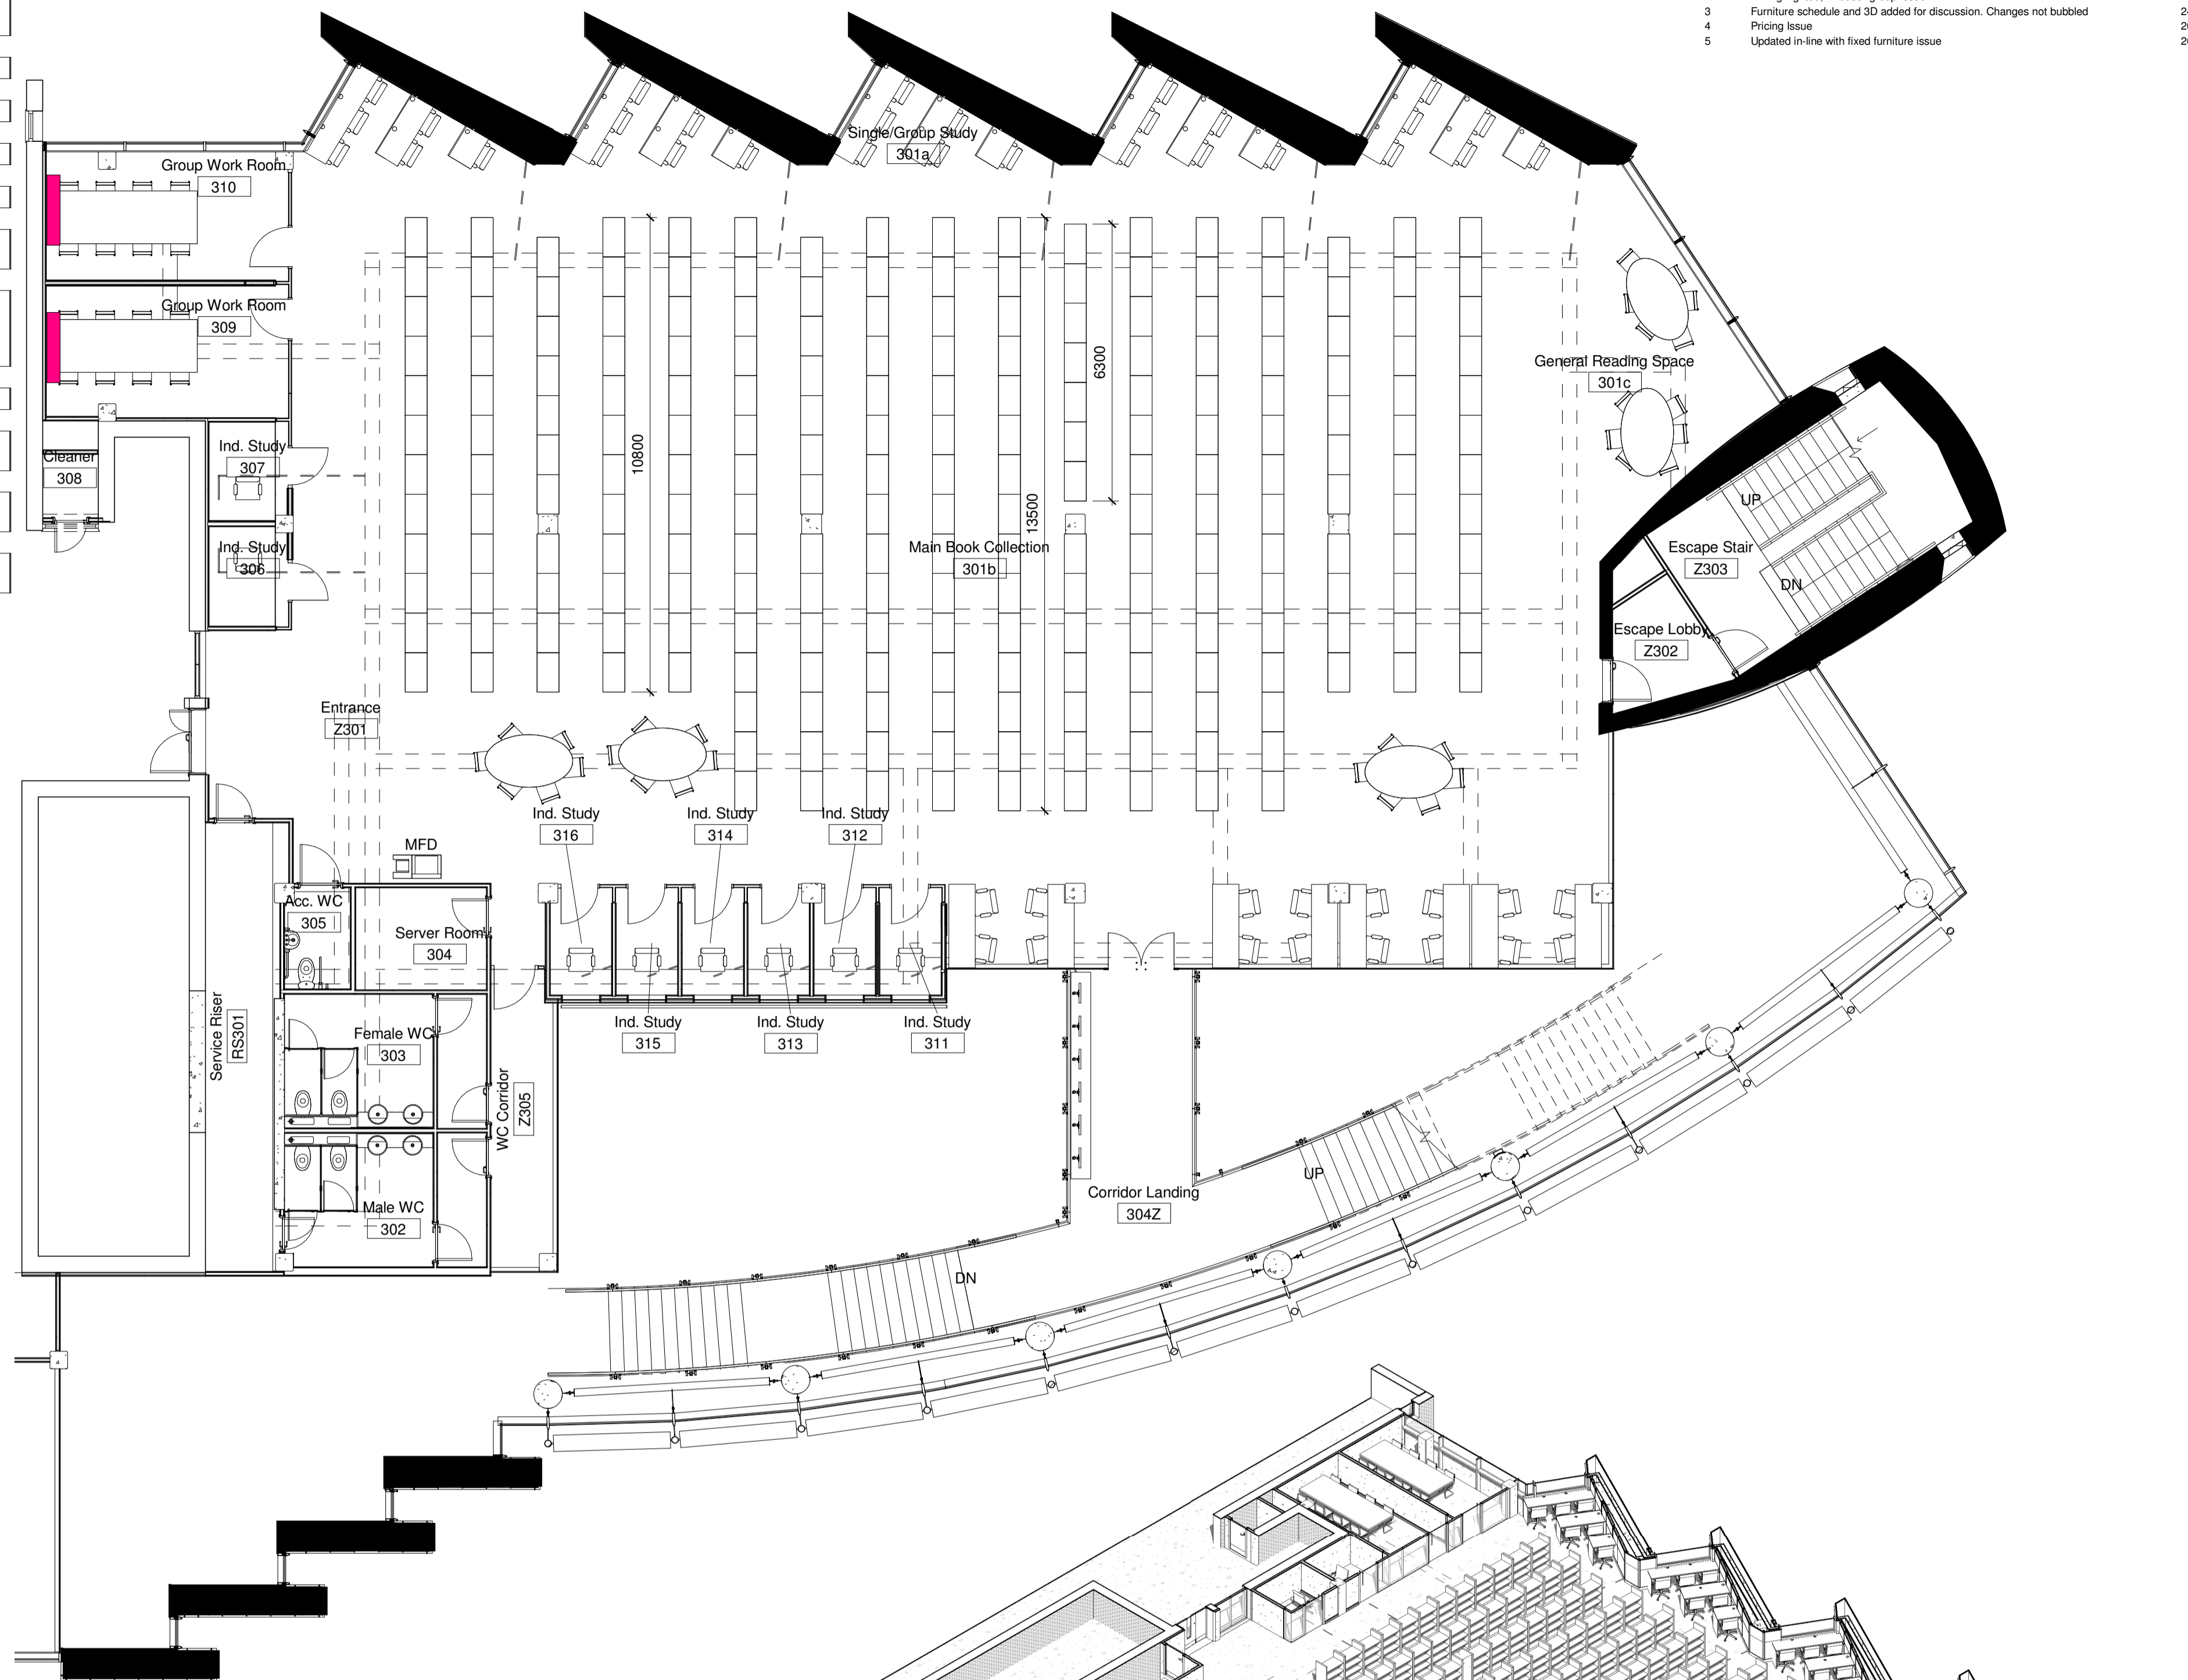 3 Furniture schedule and 3D added for discussion. Changes not bubbled
4 Pricing Issue
5 Updated in-line with fixed furniture issue
Single/Group Study
301a
Group Work Room
310
Group Work Room
309
General Reading Space
301c
6300
10800
13500
Ind. Study
307
Cleaner
308
Ind. Study
306
Main Book Collection
301b
UP
Escape Stair
Z303
DN
Escape Lobby
Z302
Entrance
Z301
Ind. Study
316
Ind. Study
314
Ind. Study
312
MFD
Acc. WC
305
Server Room
304
Service Riser
RS301
Female WC
303
WC Corridor
Z305
Ind. Study
315
Ind. Study
313
Ind. Study
311
Male WC
302
UP
Corridor Landing
304Z
DN